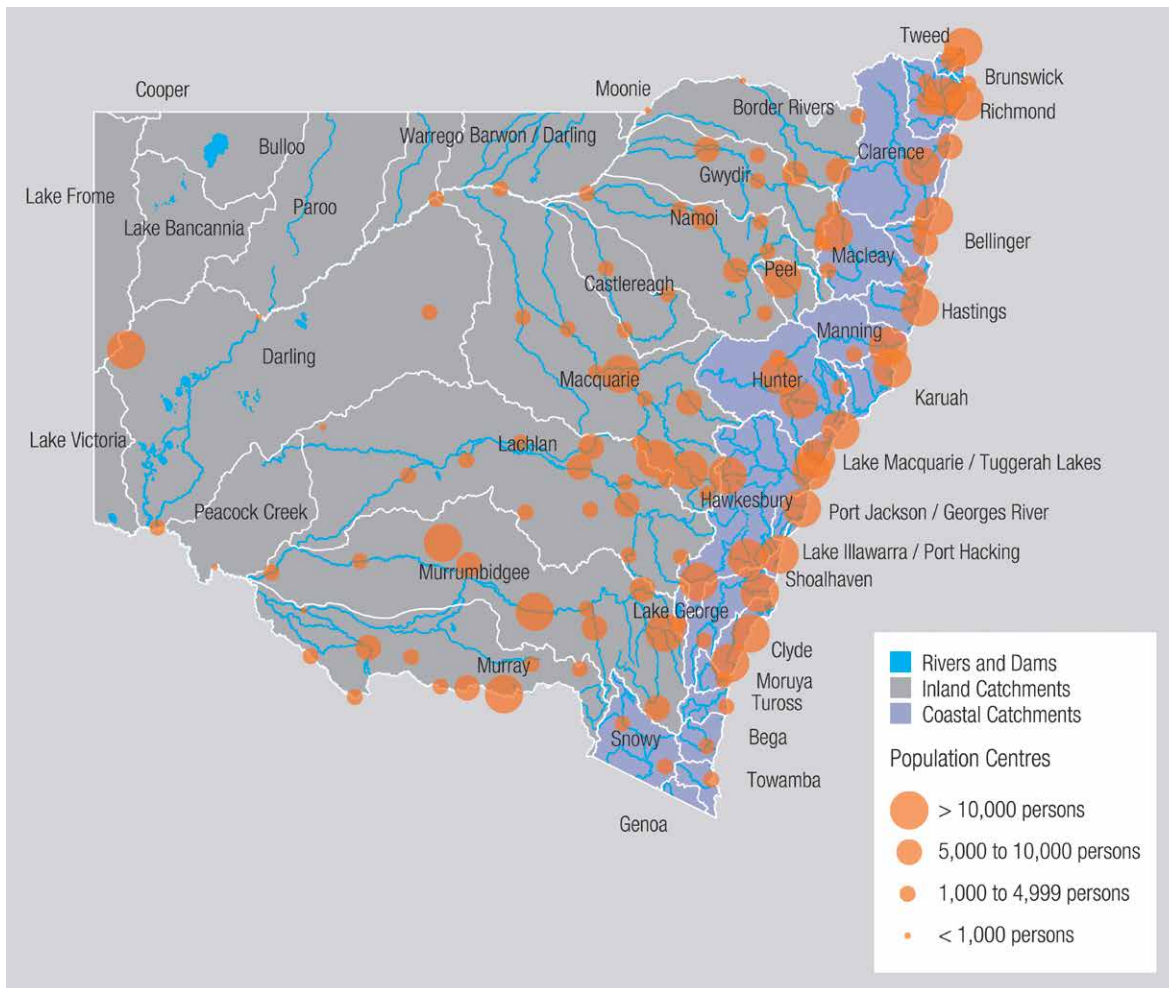 Tweed
Cooper
Moonie
Brunswick
Border Rivers
Richmond
Warrego
Barwon / Darling
Bulloo
Clarence
Gwydir
Lake Frome
Paroo
Lake Bancannia
Namoi
Bellinger
Macleay
Peel
Castlereagh
Hastings
Manning
Darling
Macquarie
Hunter
Karuah
Lake Victoria
Lachlan
Lake Macquarie / Tuggerah Lakes
Hawkesbury
Peacock Creek
Port Jackson / Georges River
Lake Illawarra / Port Hacking
Murrumbidgee
Shoalhaven
Lake George
Clyde
Murray
Moruya
Tuross
Snowy
Bega
Towamba
Genoa
Rivers and Dams
Inland Catchments
Coastal Catchments
Population Centres
> 10,000 persons
5,000 to 10,000 persons
1,000 to 4,999 persons
< 1,000 persons